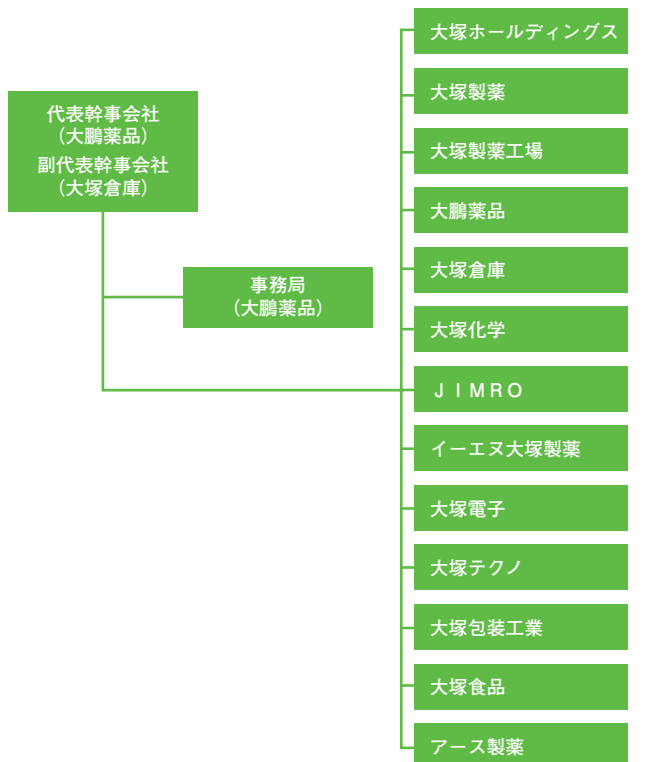 代表幹事会社
（大鵬薬品）
副代表幹事会社
（大塚倉庫）
事務局
（大鵬薬品）
大塚ホールディングス
大塚製薬
大塚製薬工場
大鵬薬品
大塚倉庫
大塚化学
ＪＩＭＲＯ
イーエヌ大塚製薬
大塚電子
大塚テクノ
大塚包装工業
大塚食品
アース製薬